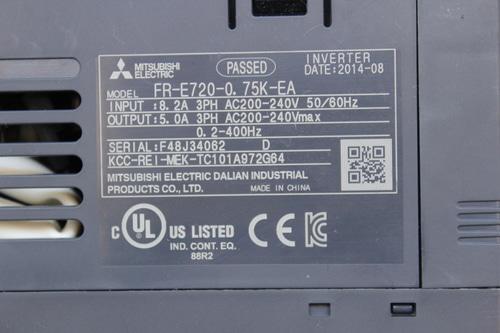 MITSUBISHI ELECTRIC PASSED INVERTER
DATE:2014-08
MODEL FR-E720-0.75K-EA
INPUT :8.2A 3PH AC200-240V 50/60Hz
OUTPUT:5.0A 3PH AC200-240Vmax
0.2-400Hz
SERIAL:F48J34062 D
KCC-REI-MEK-TC101A972G64
MITSUBISHI ELECTRIC DALIAN INDUSTRIAL
PRODUCTS CO., LTD. MADE IN CHINA
C UL US LISTED CE KC
IND. CONT. EQ.
88R2